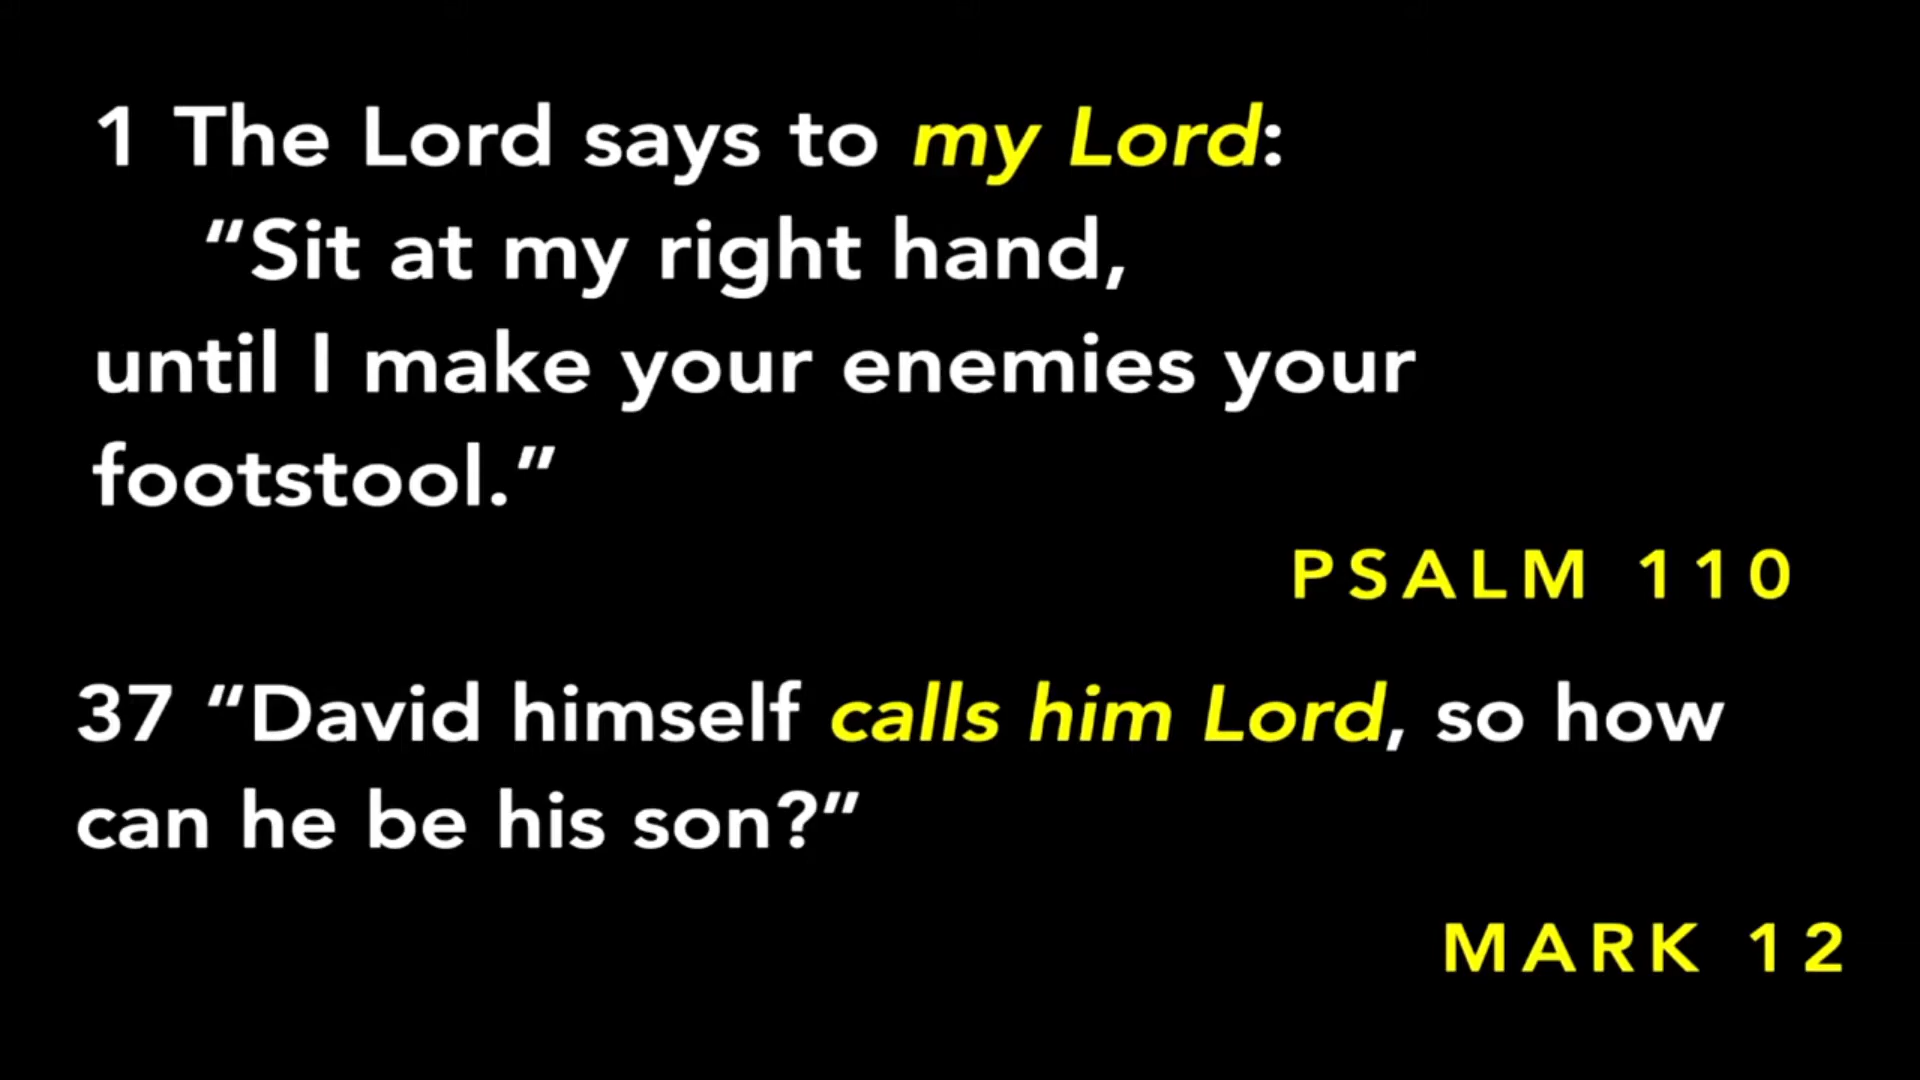 1 The Lord says to my Lord:
“Sit at my right hand,
until I make your enemies your
footstool.”
PSALM 110
37 “David himself calls him Lord, so how
can he be his son?”
MARK 12